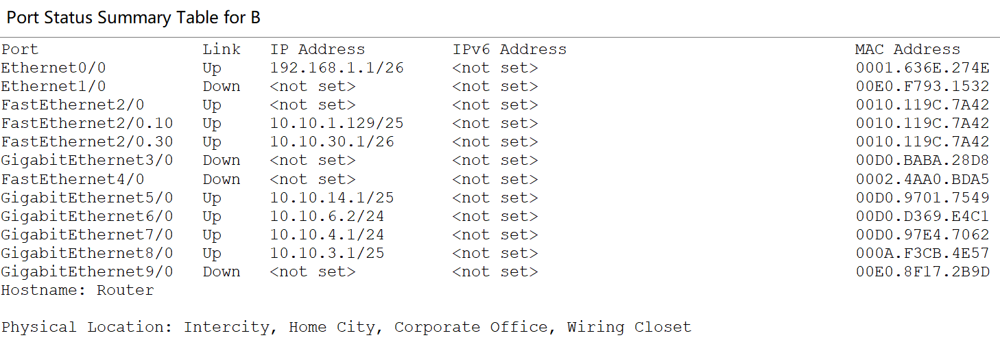 Port Status Summary Table for B
Port Link IP Address IPv6 Address MAC Address
Ethernet0/0 Up 192.168.1.1/26 <not set> 0001.636E.274E
Ethernet1/0 Down <not set> <not set> 00E0.F793.1532
FastEthernet2/0 Up <not set> <not set> 0010.119C.7A42
FastEthernet2/0.10 Up 10.10.1.129/25 <not set> 0010.119C.7A42
FastEthernet2/0.30 Up 10.10.30.1/26 <not set> 0010.119C.7A42
GigabitEthernet3/0 Down <not set> <not set> 00D0.BABA.28D8
FastEthernet4/0 Down <not set> <not set> 0002.4AA0.BDA5
GigabitEthernet5/0 Up 10.10.14.1/25 <not set> 00D0.9701.7549
GigabitEthernet6/0 Up 10.10.6.2/24 <not set> 00D0.D369.E4C1
GigabitEthernet7/0 Up 10.10.4.1/24 <not set> 00D0.97E4.7062
GigabitEthernet8/0 Up 10.10.3.1/25 <not set> 000A.F3CB.4E57
GigabitEthernet9/0 Down <not set> <not set> 00E0.8F17.2B9D
Hostname: Router
Physical Location: Intercity, Home City, Corporate Office, Wiring Closet